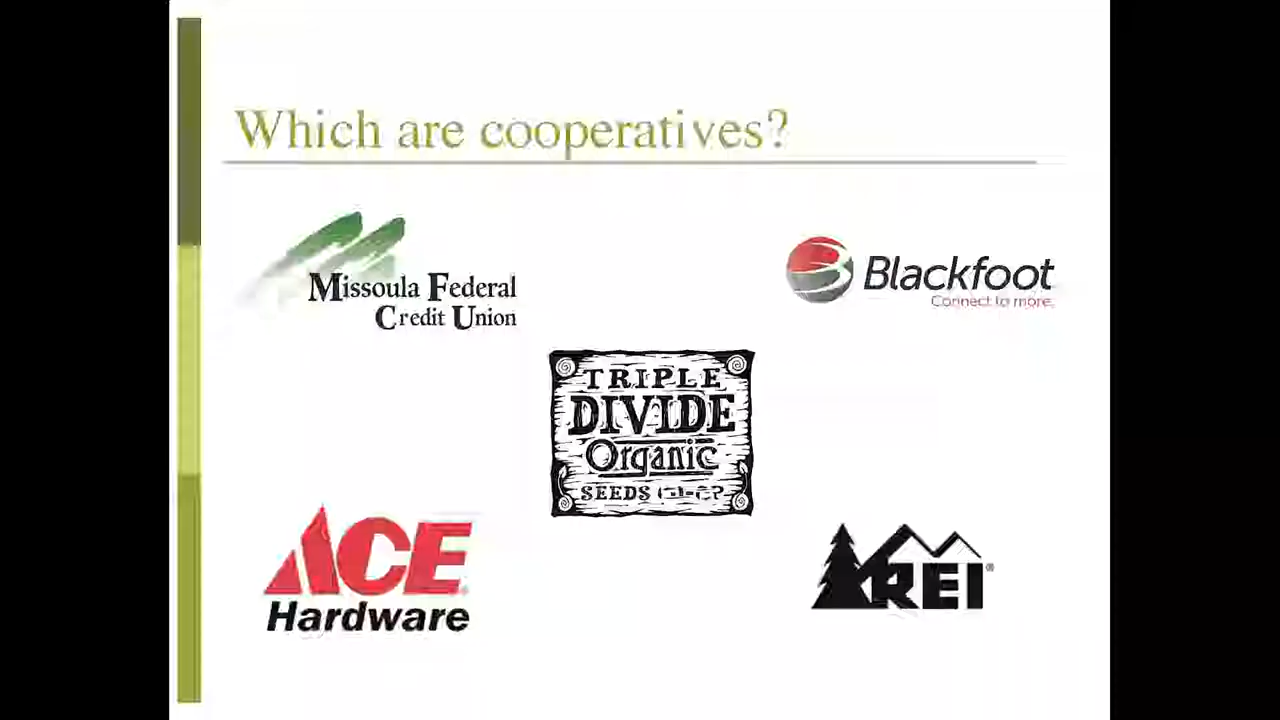 Which are cooperatives?
Missoula Federal
Credit Union
Blackfoot
Connect to more.
TRIPLE
DIVIDE
Organic
SEEDS
ACE
Hardware
REI